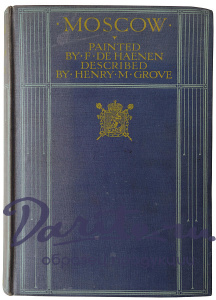 MOSCOW
PAINTED
BY · F · DE HAENEN
DESCRIBED
BY · HENRY · M · GROVE